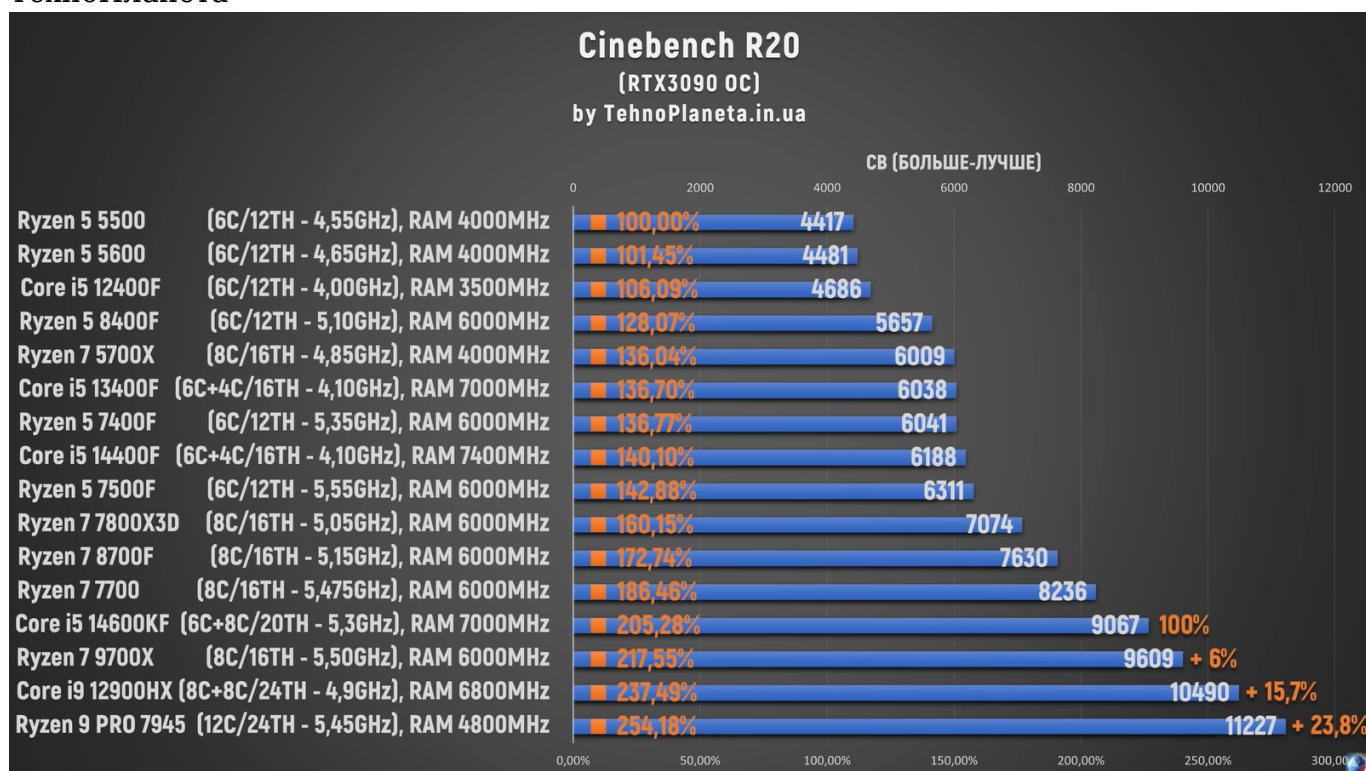 Cinebench R20
(RTX3090 OC)
by TehnoPlaneta.in.ua
CB (БОЛЬШЕ-ЛУЧШЕ)
0 2000 4000 6000 8000 10000 12000
Ryzen 5 5500 (6C/12TH - 4,55GHz), RAM 4000MHz 100,00% 4417
Ryzen 5 5600 (6C/12TH - 4,65GHz), RAM 4000MHz 101,45% 4481
Core i5 12400F (6C/12TH - 4,00GHz), RAM 3500MHz 106,09% 4686
Ryzen 5 8400F (6C/12TH - 5,10GHz), RAM 6000MHz 128,07% 5657
Ryzen 7 5700X (8C/16TH - 4,85GHz), RAM 4000MHz 136,04% 6009
Core i5 13400F (6C+4C/16TH - 4,10GHz), RAM 7000MHz 136,70% 6038
Ryzen 5 7400F (6C/12TH - 5,35GHz), RAM 6000MHz 136,77% 6041
Core i5 14400F (6C+4C/16TH - 4,10GHz), RAM 7400MHz 140,10% 6188
Ryzen 5 7500F (6C/12TH - 5,55GHz), RAM 6000MHz 142,88% 6311
Ryzen 7 7800X3D (8C/16TH - 5,05GHz), RAM 6000MHz 160,15% 7074
Ryzen 7 8700F (8C/16TH - 5,15GHz), RAM 6000MHz 172,74% 7630
Ryzen 7 7700 (8C/16TH - 5,475GHz), RAM 6000MHz 186,46% 8236
Core i5 14600KF (6C+8C/20TH - 5,3GHz), RAM 7000MHz 205,28% 9067 100%
Ryzen 7 9700X (8C/16TH - 5,50GHz), RAM 6000MHz 217,55% 9609 + 6%
Core i9 12900HX (8C+8C/24TH - 4,9GHz), RAM 6800MHz 237,49% 10490 + 15,7%
Ryzen 9 PRO 7945 (12C/24TH - 5,45GHz), RAM 4800MHz 254,18% 11227 + 23,8%
0,00% 50,00% 100,00% 150,00% 200,00% 250,00%